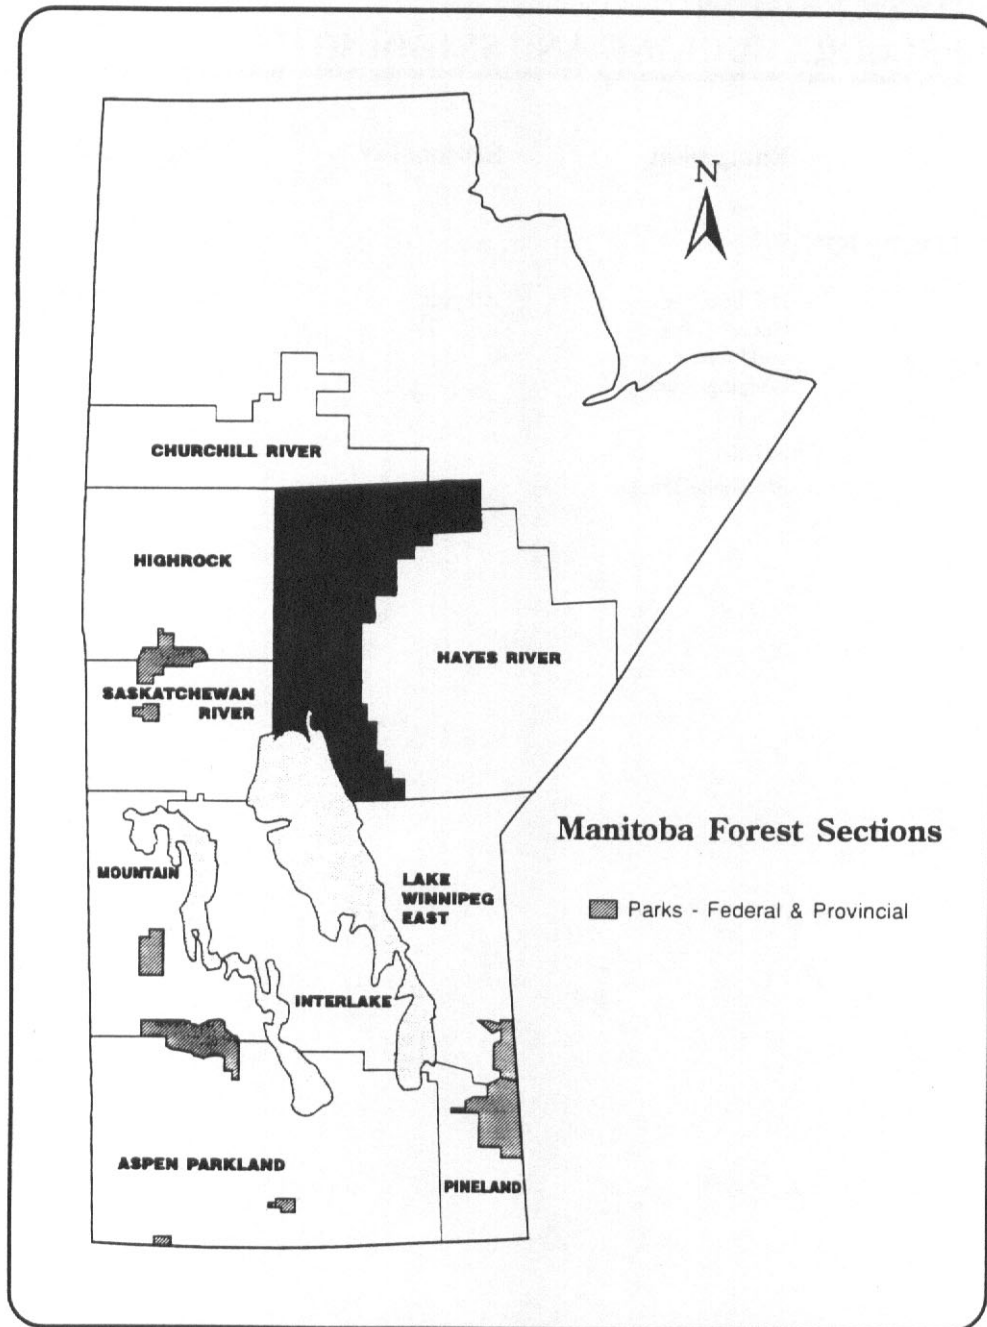 N
CHURCHILL RIVER
HIGHROCK
HAYES RIVER
SASKATCHEWAN
RIVER
Manitoba Forest Sections
MOUNTAIN
LAKE
WINNIPEG
EAST
Parks - Federal & Provincial
INTERLAKE
ASPEN PARKLAND
PINELAND